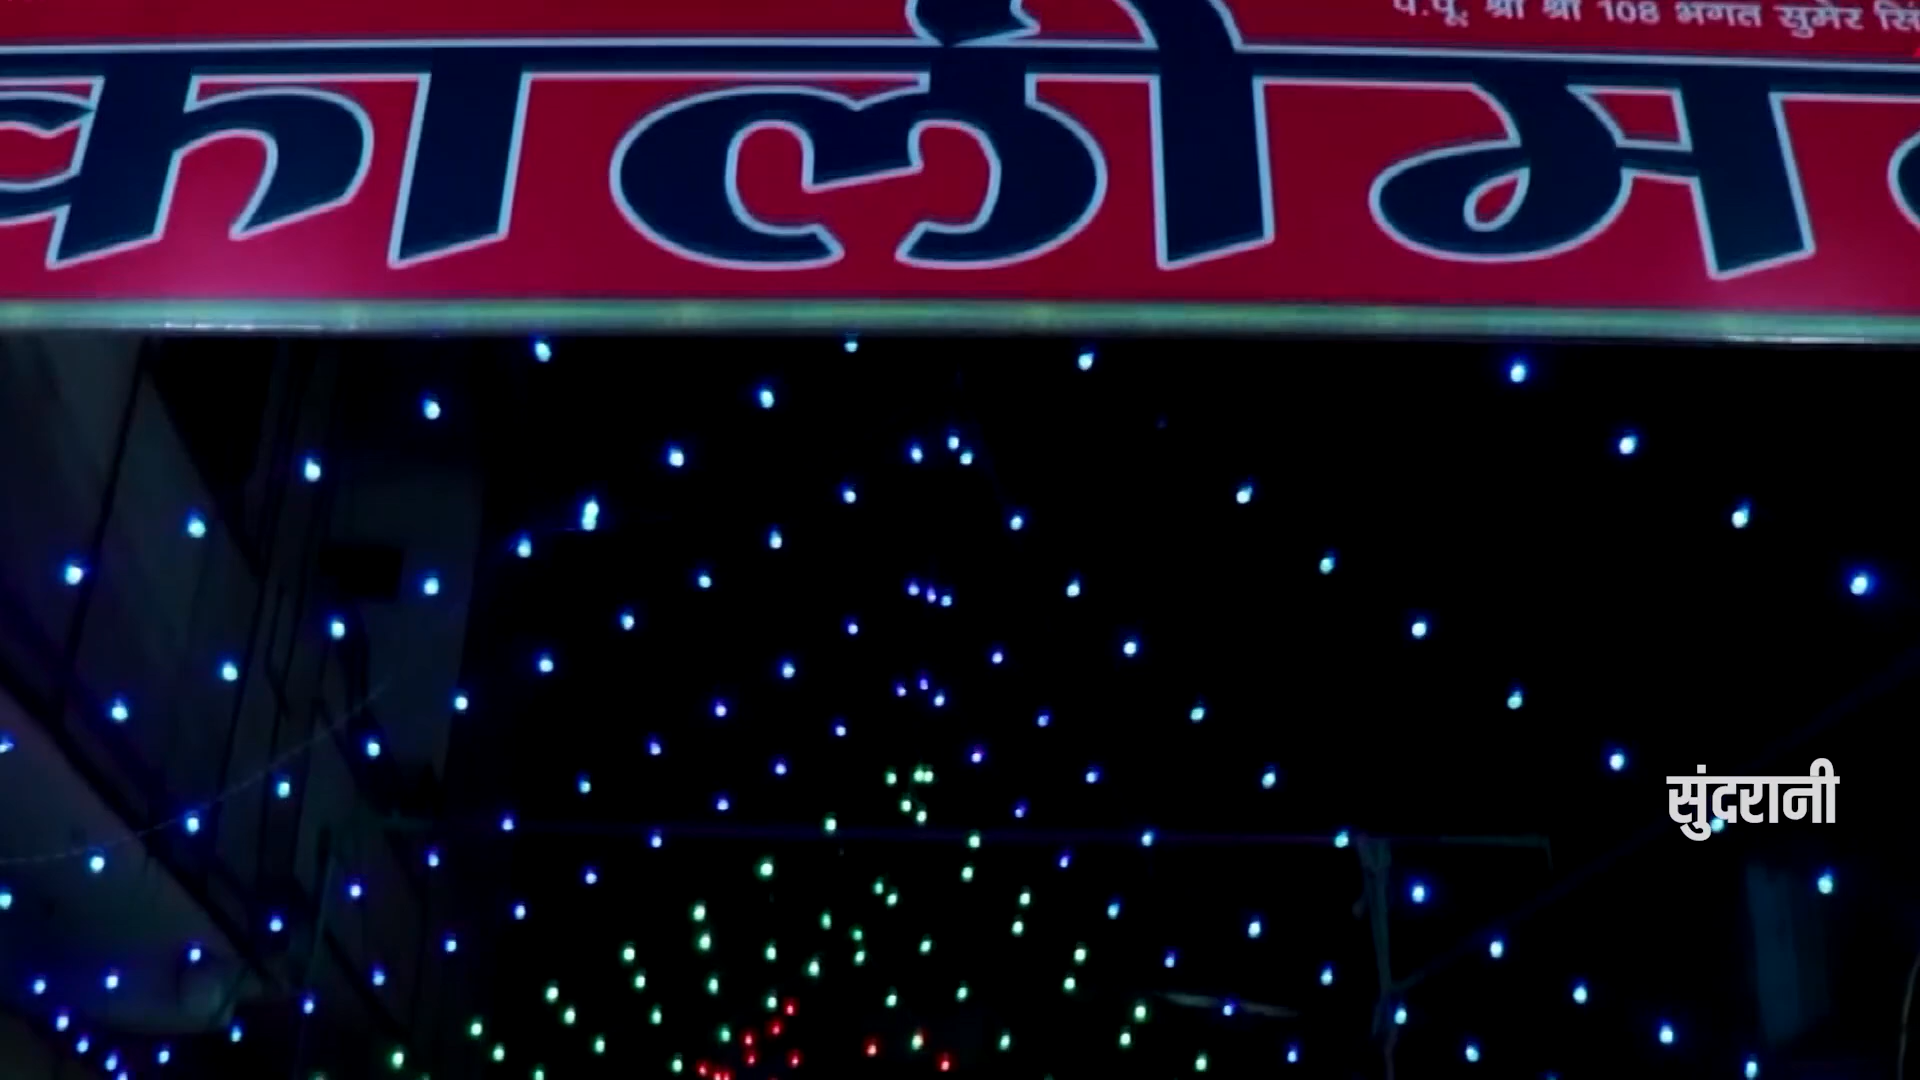 प.पू. श्री श्री 108 भगत सुमेर
काली म
सुंदरानी